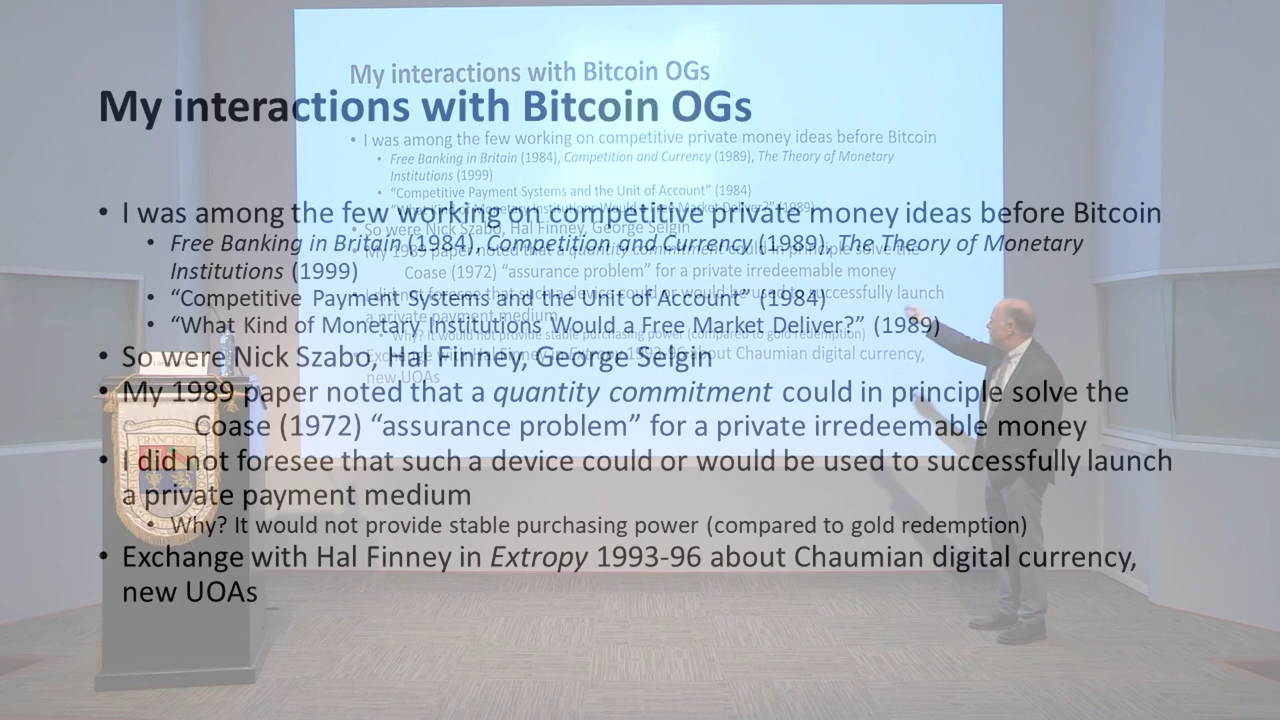 My interactions with Bitcoin OGs
• I was among the few working on competitive private money ideas before Bitcoin
• Free Banking in Britain (1984), Competition and Currency (1989), The Theory of Monetary
Institutions (1999)
• “Competitive Payment Systems and the Unit of Account” (1984)
• “What Kind of Monetary Institutions Would a Free Market Deliver?” (1989)
• So were Nick Szabo, Hal Finney, George Selgin
• My 1989 paper noted that a quantity commitment could in principle solve the
Coase (1972) “assurance problem” for a private irredeemable money
• I did not foresee that such a device could or would be used to successfully launch
a private payment medium
• Why? It would not provide stable purchasing power (compared to gold redemption)
• Exchange with Hal Finney in Extropy 1993-96 about Chaumian digital currency,
new UOAs
My interactions with Bitcoin OGs
• I was among the few working on competitive private money ideas before Bitcoin
• Free Banking in Britain (1984), Competition and Currency (1989), The Theory of Monetary
Institutions (1999)
• “Competitive Payment Systems and the Unit of Account” (1984)
• “What Kind of Monetary Institutions Would a Free Market Deliver?” (1989)
• So were Nick Szabo, Hal Finney, George Selgin
• My 1989 paper noted that a quantity commitment could in principle solve the
Coase (1972) “assurance problem” for a private irredeemable money
• I did not foresee that such a device could or would be used to successfully launch
a private payment medium
• Why? It would not provide stable purchasing power (compared to gold redemption)
• Exchange with Hal Finney in Extropy 1993-96 about Chaumian digital currency,
new UOAs
FRANCISCO